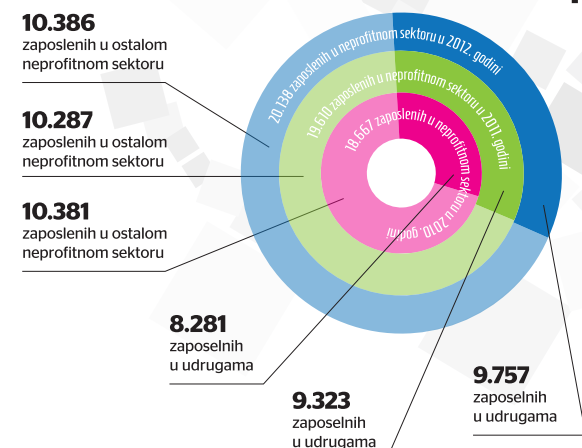 10.386
zaposlenih u ostalom
neprofitnom sektoru
10.287
zaposlenih u ostalom
neprofitnom sektoru
10.381
zaposlenih u ostalom
neprofitnom sektoru
20.138 zaposlenih u neprofitnom sektoru u 2012. godini
19.610 zaposlenih u neprofitnom sektoru u 2011. godini
18.667 zaposlenih u neprofitnom sektoru u 2010. godini
8.281
zaposelnih
u udrugama
9.323
zaposelnih
u udrugama
9.757
zaposelnih
u udrugama